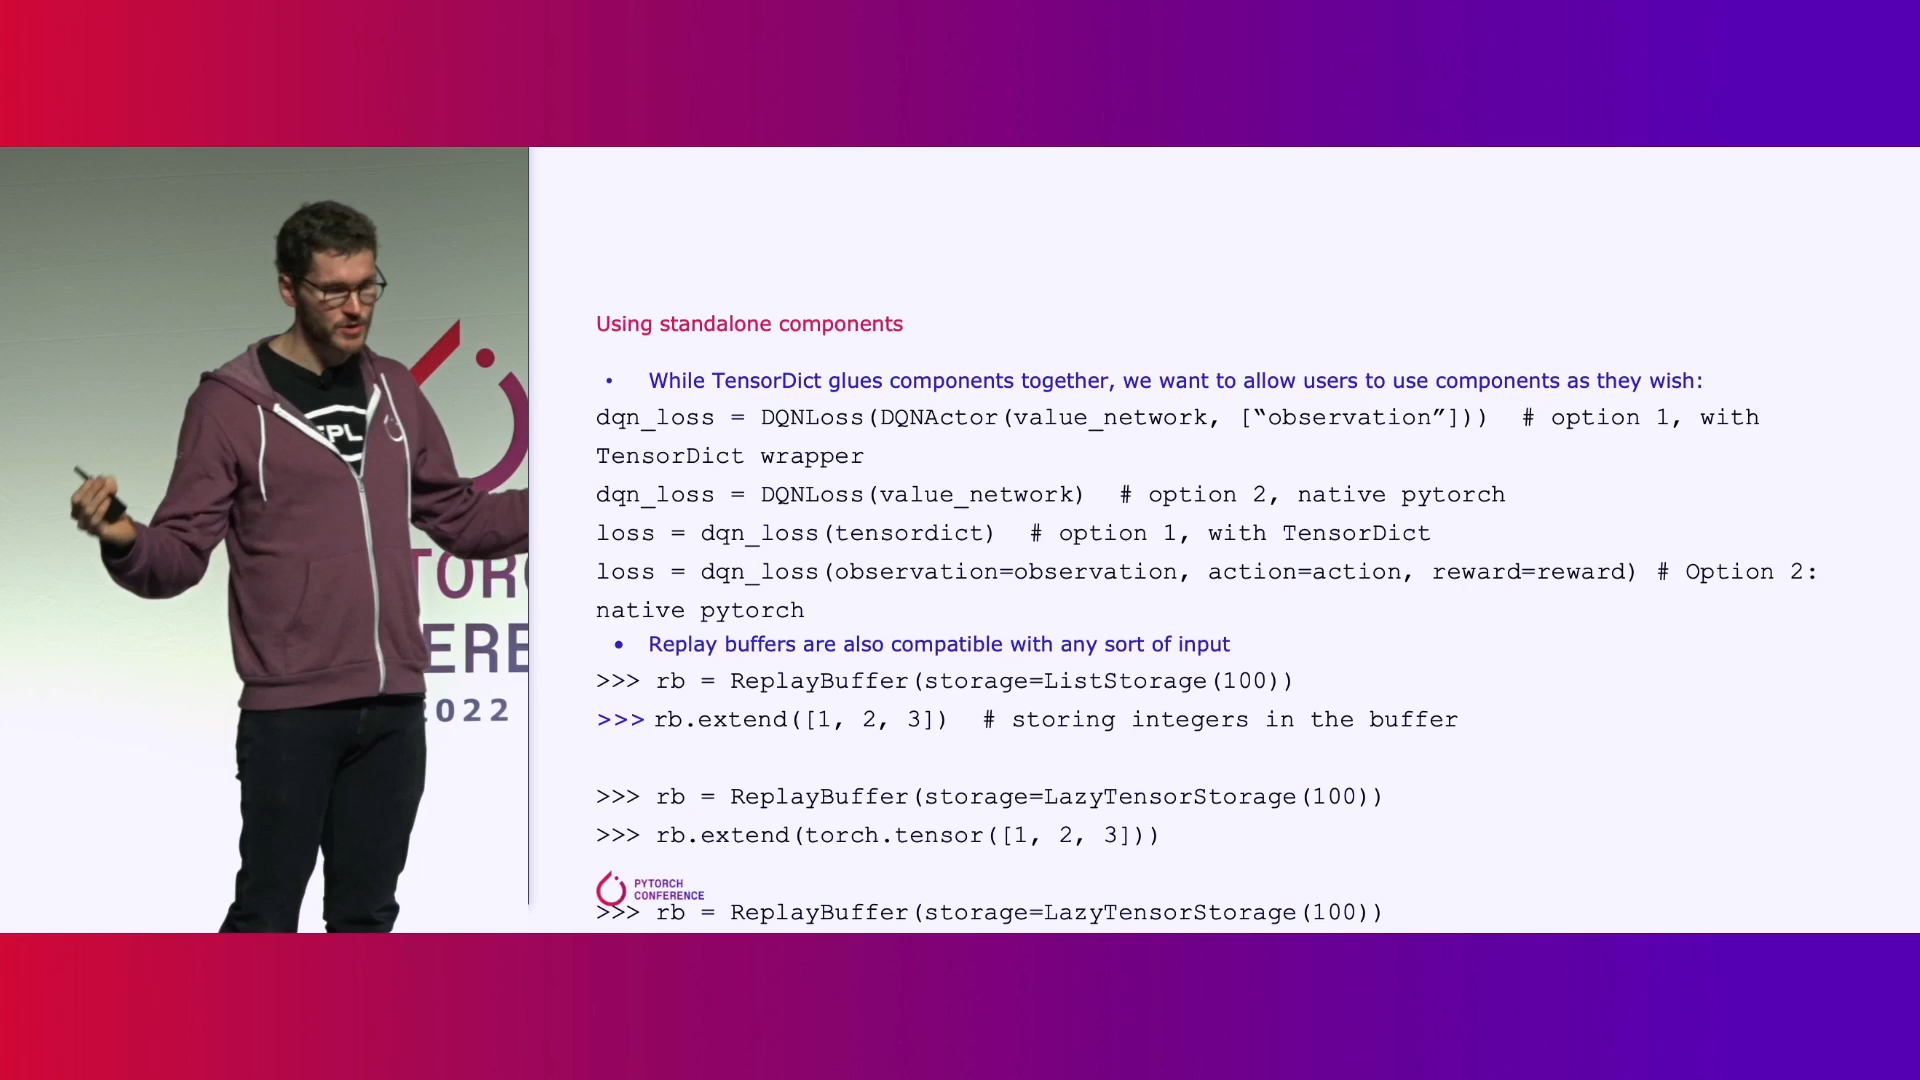 EPL
TOR
ERE
2022
Using standalone components
• While TensorDict glues components together, we want to allow users to use components as they wish:
dqn_loss = DQNLoss(DQNActor(value_network, [“observation”]))  # option 1, with
TensorDict wrapper
dqn_loss = DQNLoss(value_network)  # option 2, native pytorch
loss = dqn_loss(tensordict)  # option 1, with TensorDict
loss = dqn_loss(observation=observation, action=action, reward=reward) # Option 2:
native pytorch
• Replay buffers are also compatible with any sort of input
>>> rb = ReplayBuffer(storage=ListStorage(100))
>>> rb.extend([1, 2, 3])  # storing integers in the buffer
>>> rb = ReplayBuffer(storage=LazyTensorStorage(100))
>>> rb.extend(torch.tensor([1, 2, 3]))
PYTORCH
CONFERENCE
>>> rb = ReplayBuffer(storage=LazyTensorStorage(100))